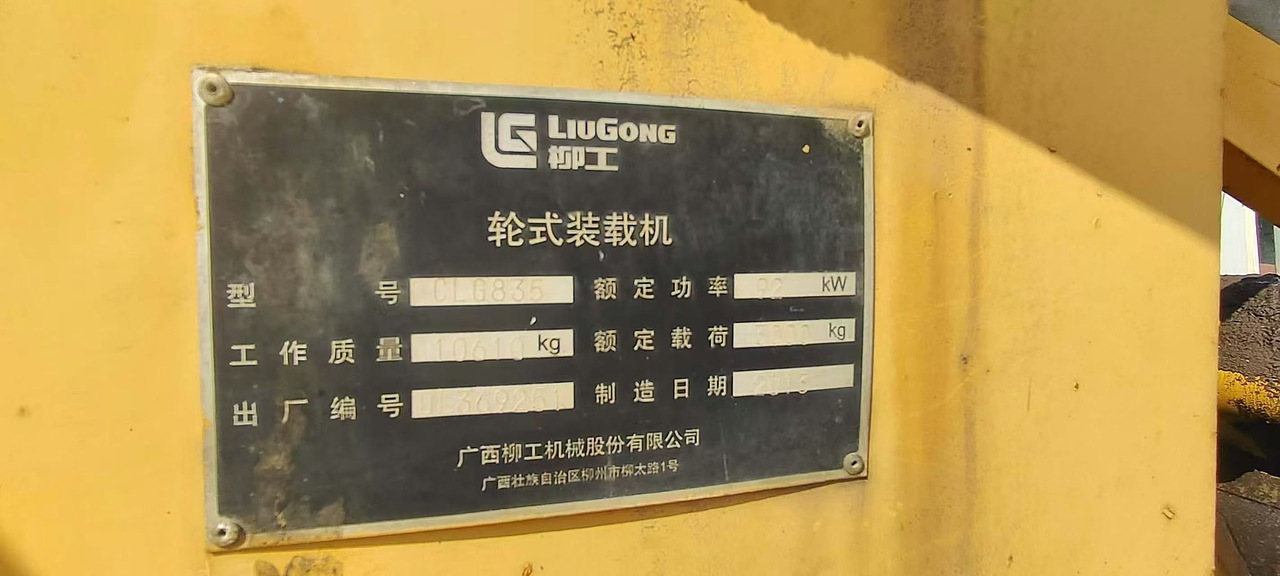 LIUGONG
柳工
轮式装载机
型号 CLG835 额定功率 92 kW
工作质量 10610 kg 额定载荷 kg
出厂编号 制造日期 2013
广西柳工机械股份有限公司
广西壮族自治区柳州市柳太路1号